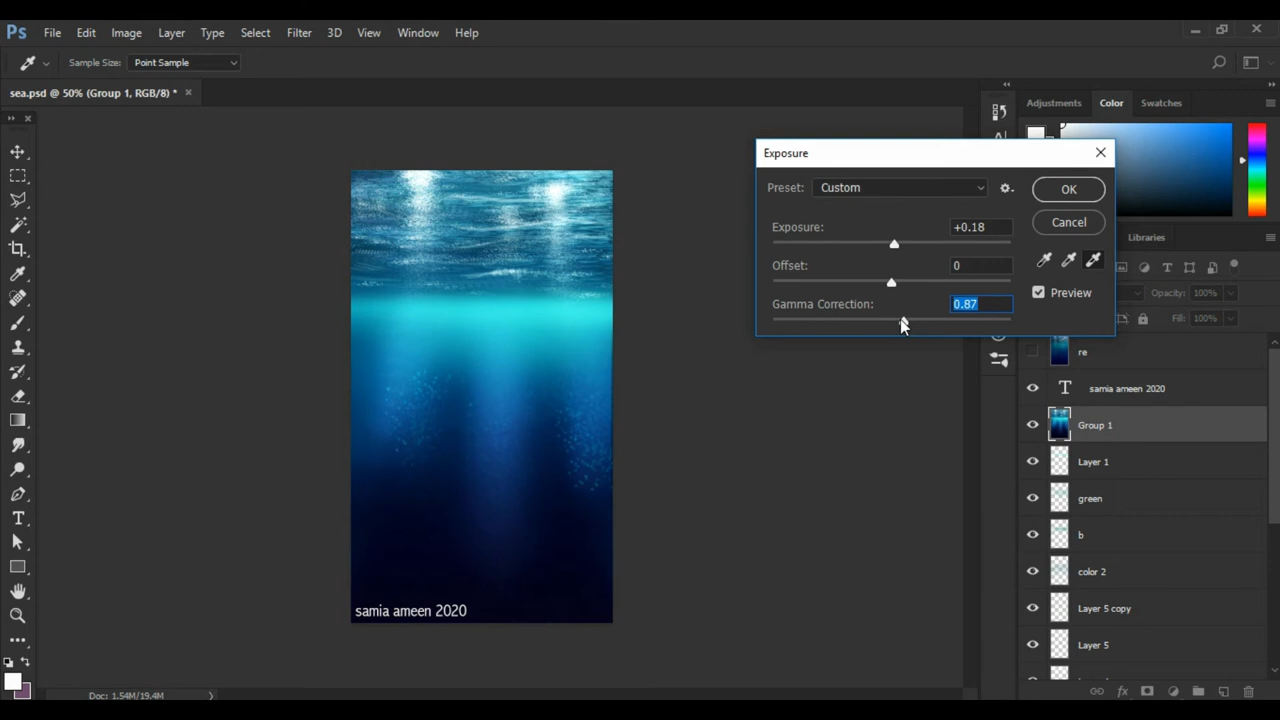 Ps File Edit Image Layer Type Select Filter 3D View Window Help
Sample Size: Point Sample
sea.psd @ 50% (Group 1, RGB/8) *
Adjustments Color Swatches
Exposure
Preset: Custom
OK
Exposure: +0.18
Cancel
Libraries
Offset: 0
Gamma Correction: 0.87
Preview
Opacity: 100%
Fill: 100%
re
samia ameen 2020
Group 1
Layer 1
green
b
color 2
Layer 5 copy
Layer 5
samia ameen 2020
Doc: 1.54M/19.4M